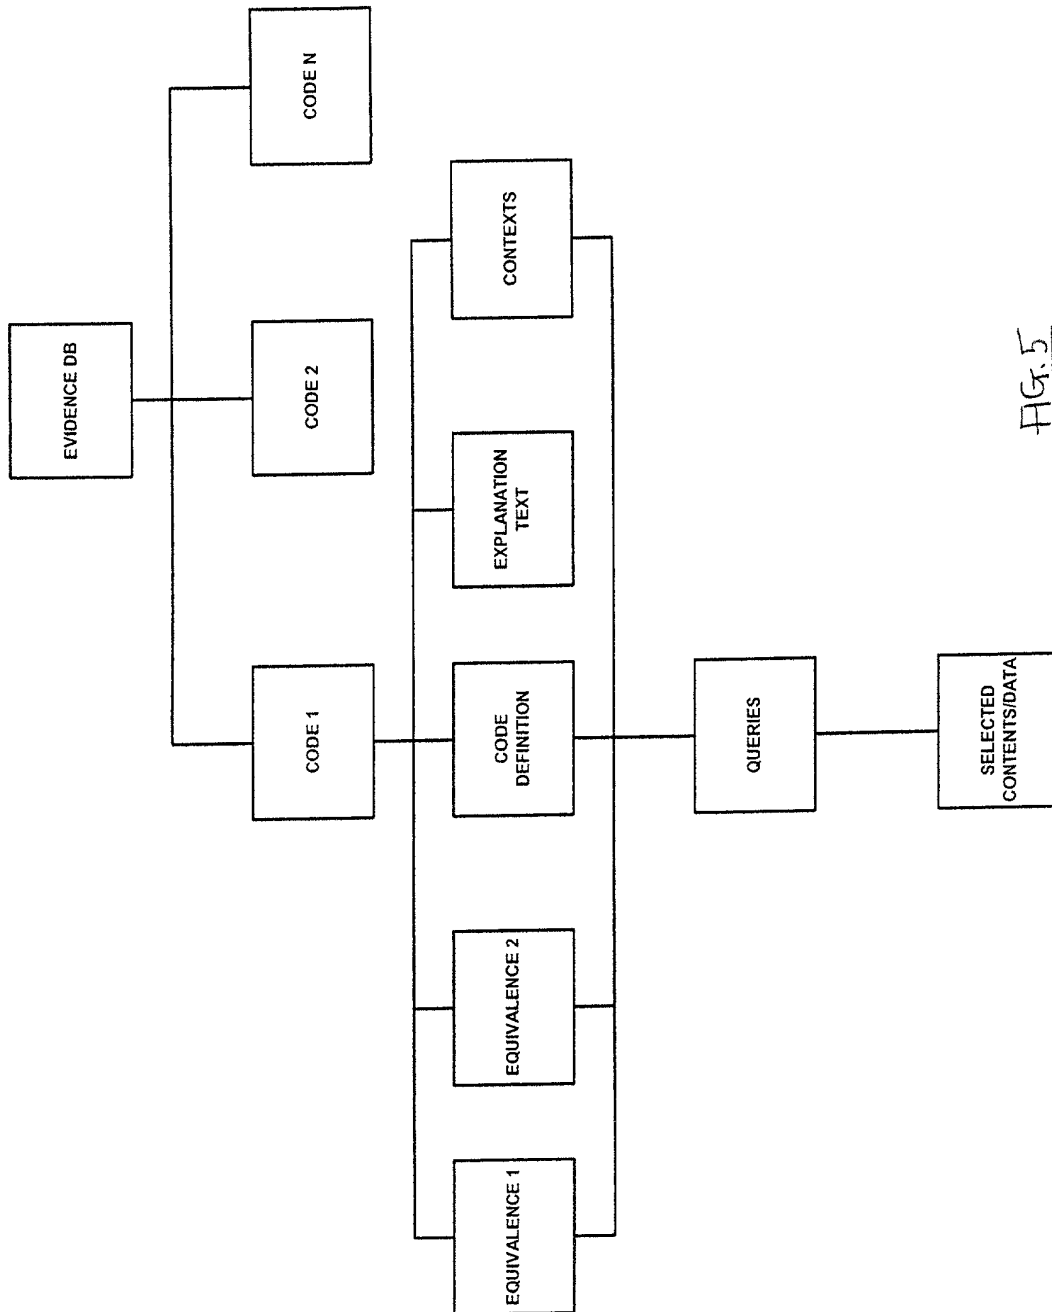 EVIDENCE DB
CODE 1
CODE 2
CODE N
EQUIVALENCE 1
EQUIVALENCE 2
CODE
DEFINITION
EXPLANATION
TEXT
CONTEXTS
QUERIES
SELECTED
CONTENTS/DATA
FIG. 5